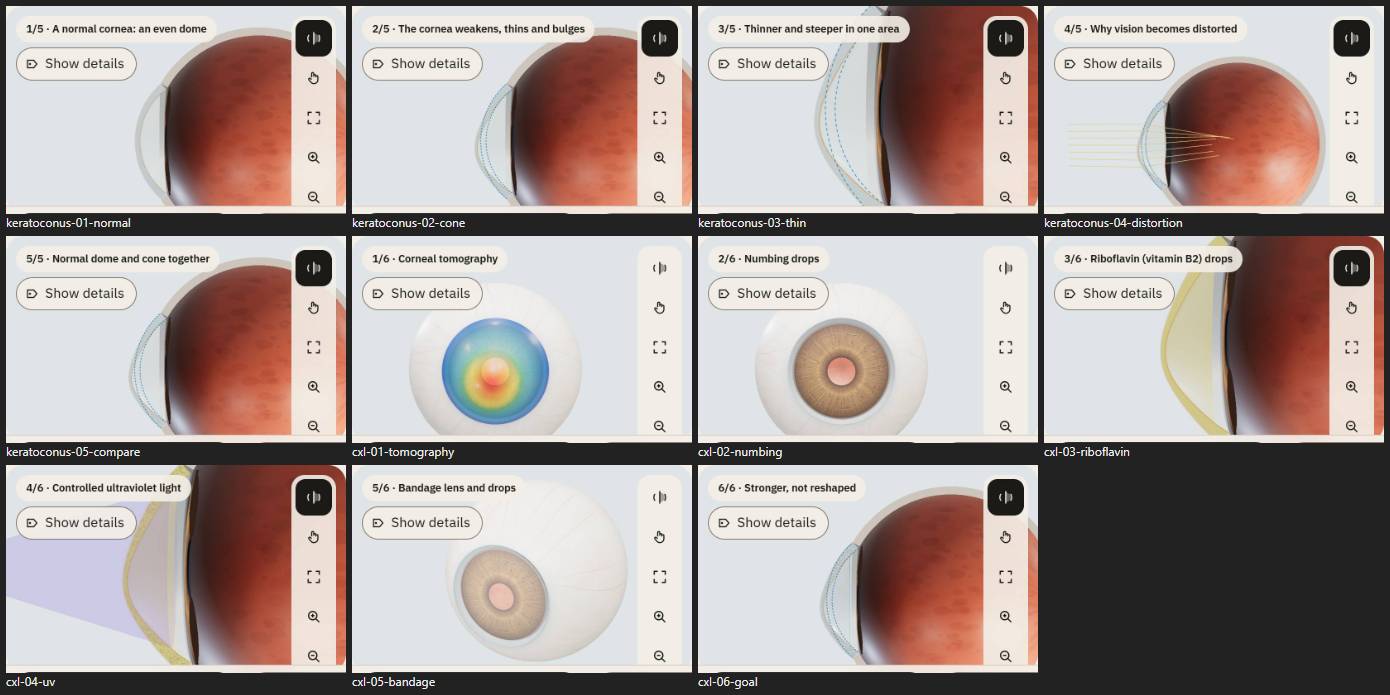 1/5 · A normal cornea: an even dome
Show details
keratoconus-01-normal
2/5 · The cornea weakens, thins and bulges
Show details
keratoconus-02-cone
3/5 · Thinner and steeper in one area
Show details
keratoconus-03-thin
4/5 · Why vision becomes distorted
Show details
keratoconus-04-distortion
5/5 · Normal dome and cone together
Show details
keratoconus-05-compare
1/6 · Corneal tomography
Show details
cxl-01-tomography
2/6 · Numbing drops
Show details
cxl-02-numbing
3/6 · Riboflavin (vitamin B2) drops
Show details
cxl-03-riboflavin
4/6 · Controlled ultraviolet light
Show details
cxl-04-uv
5/6 · Bandage lens and drops
Show details
cxl-05-bandage
6/6 · Stronger, not reshaped
Show details
cxl-06-goal